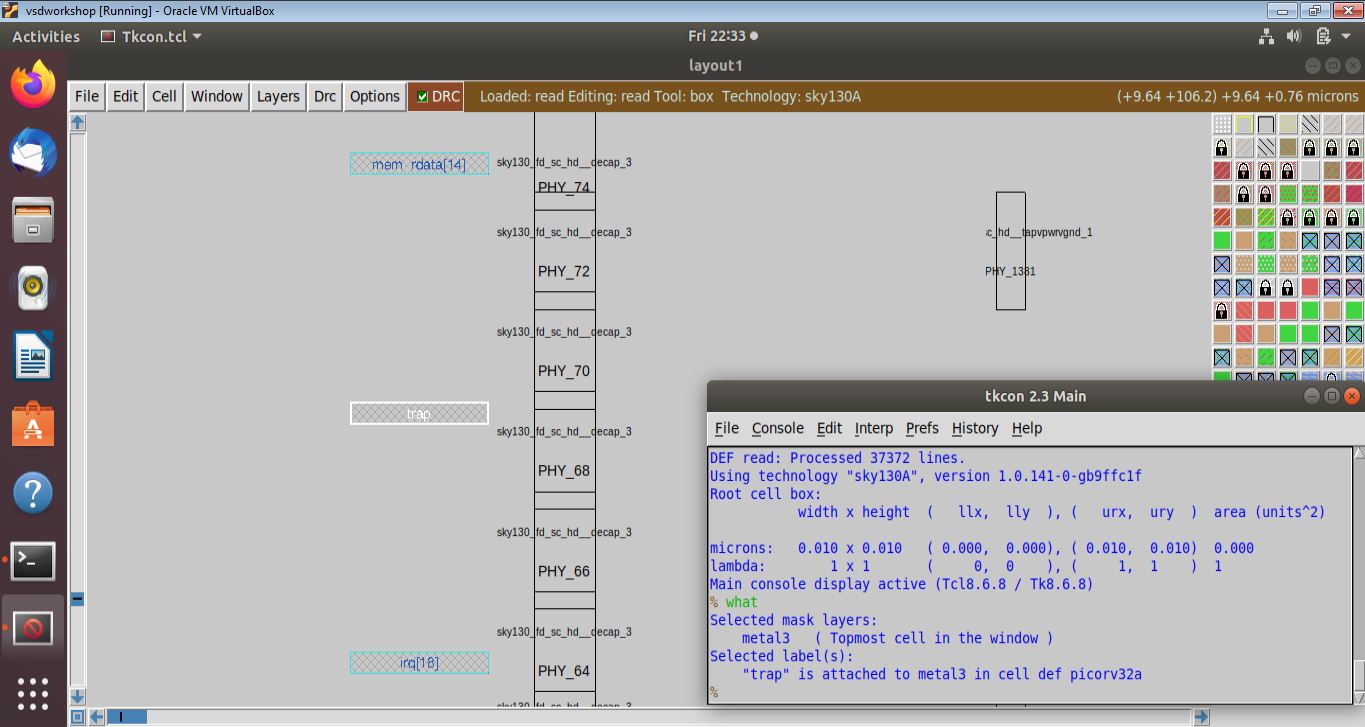 vsdworkshop [Running] - Oracle VM VirtualBox
Activities Tkcon.tcl Fri 22:33
layout1
File Edit Cell Window Layers Drc Options DRC Loaded: read Editing: read Tool: box Technology: sky130A (+9.64 +106.2) +9.64 +0.76 microns
mem_rdata[14] sky130_fd_sc_hd__decap_3
PHY_74
sky130_fd_sc_hd__decap_3
sc_hd__tapvpwrvgnd_1
PHY_72
PHY_1331
sky130_fd_sc_hd__decap_3
PHY_70
trap
sky130_fd_sc_hd__decap_3
PHY_68
sky130_fd_sc_hd__decap_3
PHY_66
sky130_fd_sc_hd__decap_3
irq[18]
PHY_64
sky130_fd_sc_hd__decap_3
tkcon 2.3 Main
File Console Edit Interp Prefs History Help
DEF read: Processed 37372 lines.
Using technology "sky130A", version 1.0.141-0-gb9ffc1f
Root cell box:
width x height ( llx, lly ), ( urx, ury ) area (units^2)
microns: 0.010 x 0.010 ( 0.000, 0.000), ( 0.010, 0.010) 0.000
lambda: 1 x 1 ( 0, 0 ), ( 1, 1 ) 1
Main console display active (Tcl8.6.8 / Tk8.6.8)
% what
Selected mask layers:
metal3 ( Topmost cell in the window )
Selected label(s):
"trap" is attached to metal3 in cell def picorv32a
%